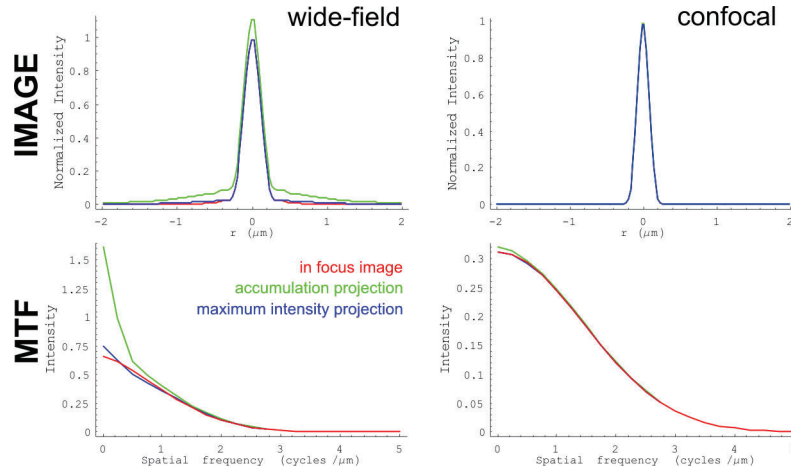 wide-field
confocal
IMAGE
Normalized Intensity
1
0.8
0.6
0.4
0.2
0
-2 -1 0 1 2
r (µm)
Normalized Intensity
1
0.8
0.6
0.4
0.2
0
-2 -1 0 1 2
r (µm)
MTF
Intensity
1.5
1.25
1
0.75
0.5
0.25
0
in focus image
accumulation projection
maximum intensity projection
0 1 2 3 4 5
Spatial frequency (cycles /µm)
Intensity
0.3
0.25
0.2
0.15
0.1
0.05
0
0 1 2 3 4 5
Spatial frequency (cycles /µm)